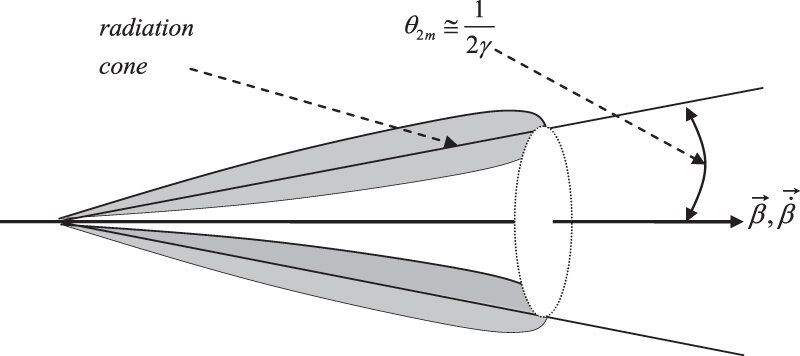 radiation
cone
θ₂ₘ ≅ 1/2γ
β⃗, β̇⃗